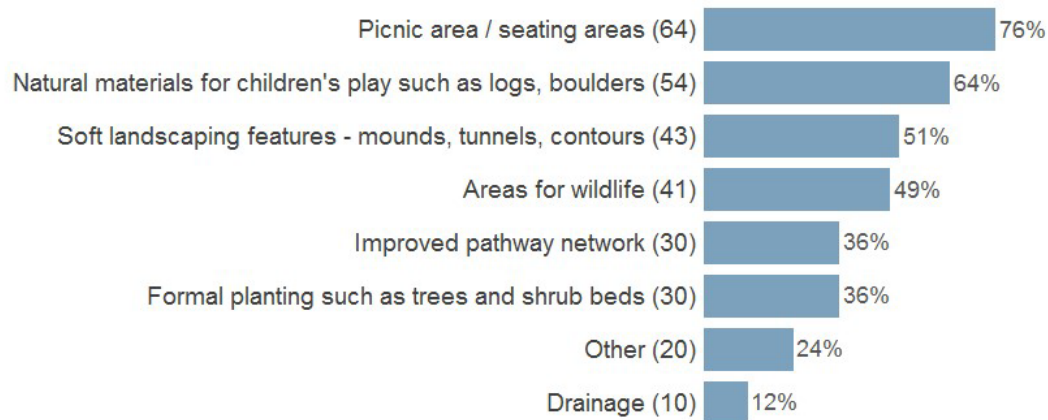 Picnic area / seating areas (64) 76%
Natural materials for children's play such as logs, boulders (54) 64%
Soft landscaping features - mounds, tunnels, contours (43) 51%
Areas for wildlife (41) 49%
Improved pathway network (30) 36%
Formal planting such as trees and shrub beds (30) 36%
Other (20) 24%
Drainage (10) 12%